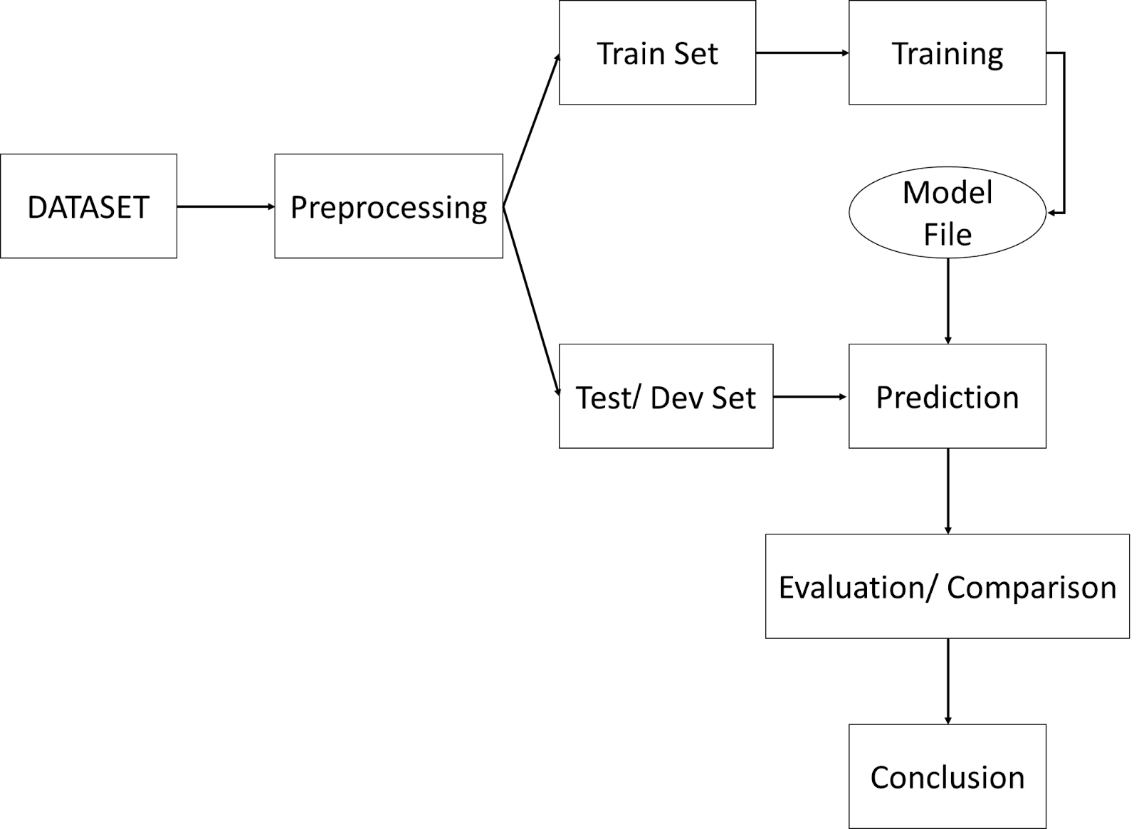 Train Set
Training
DATASET
Preprocessing
Model
File
Test/ Dev Set
Prediction
Evaluation/ Comparison
Conclusion